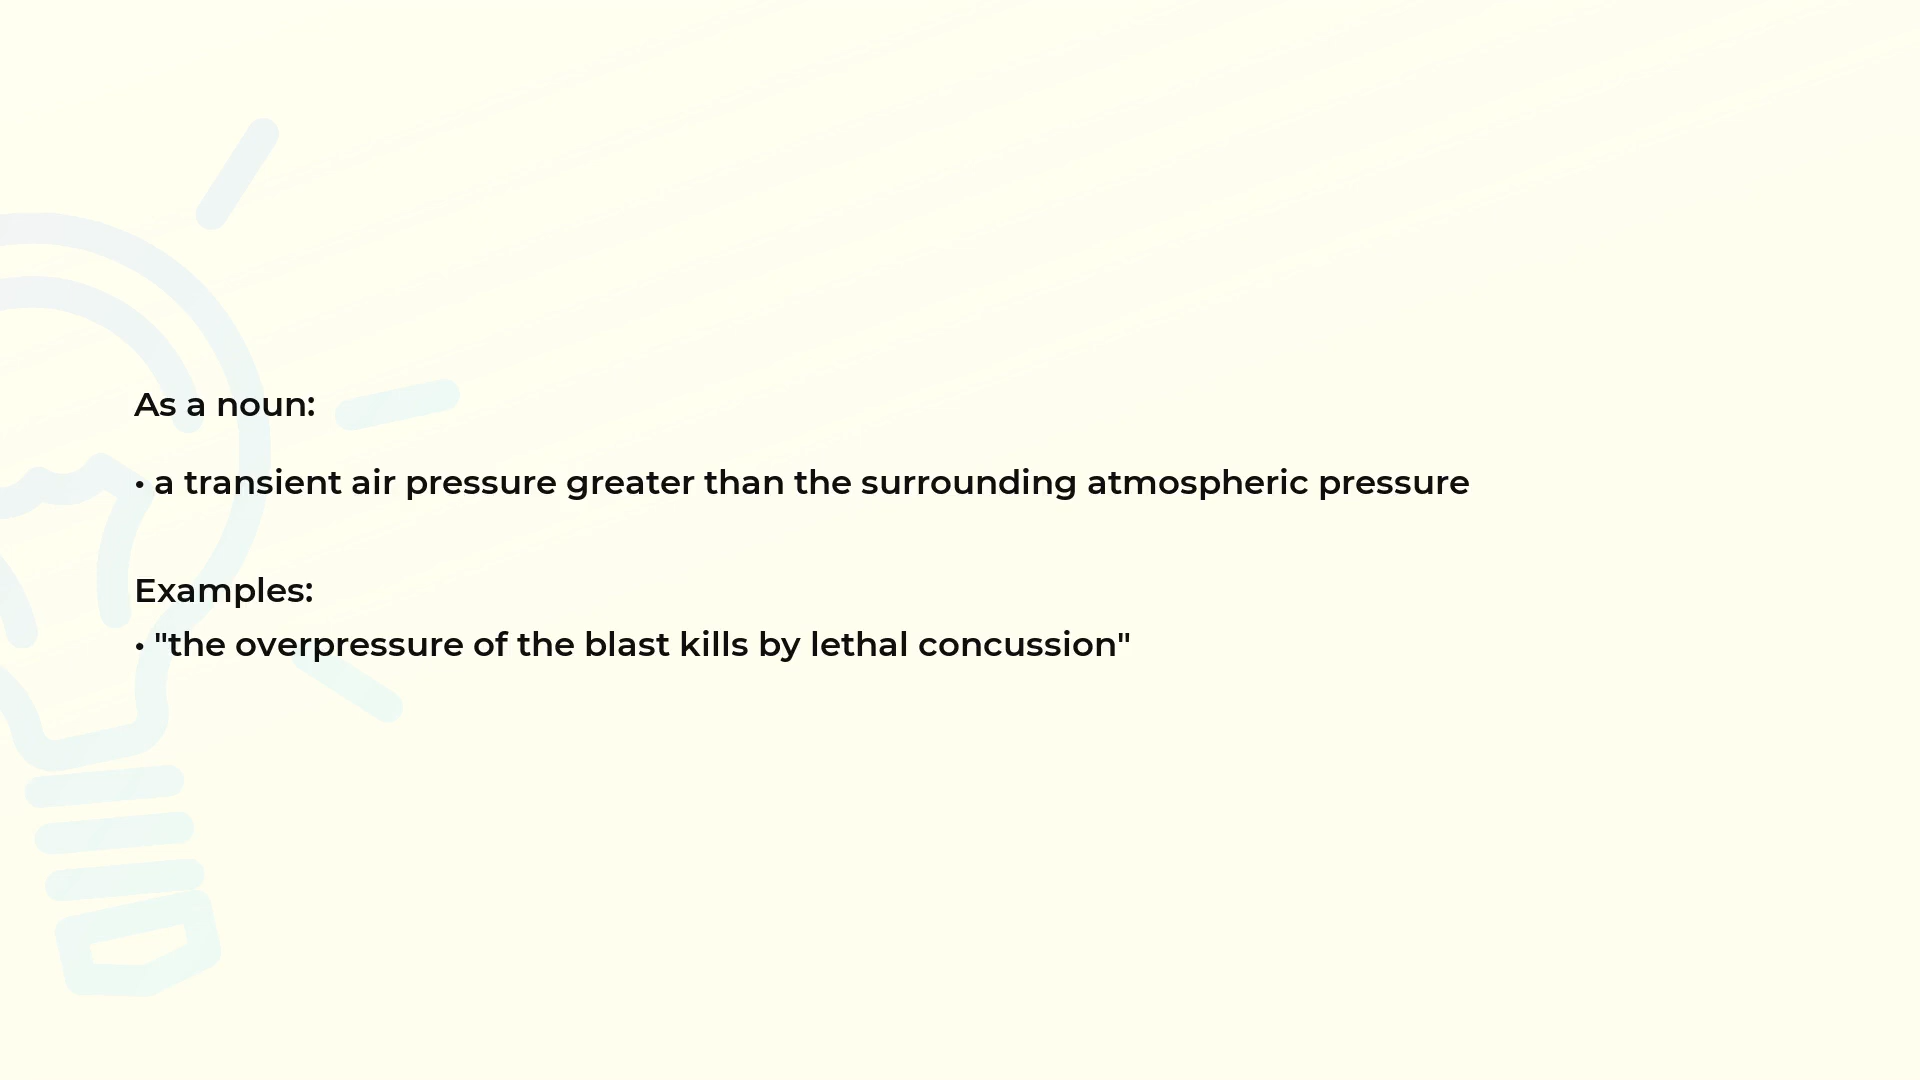 As a noun:
• a transient air pressure greater than the surrounding atmospheric pressure
Examples:
• "the overpressure of the blast kills by lethal concussion"